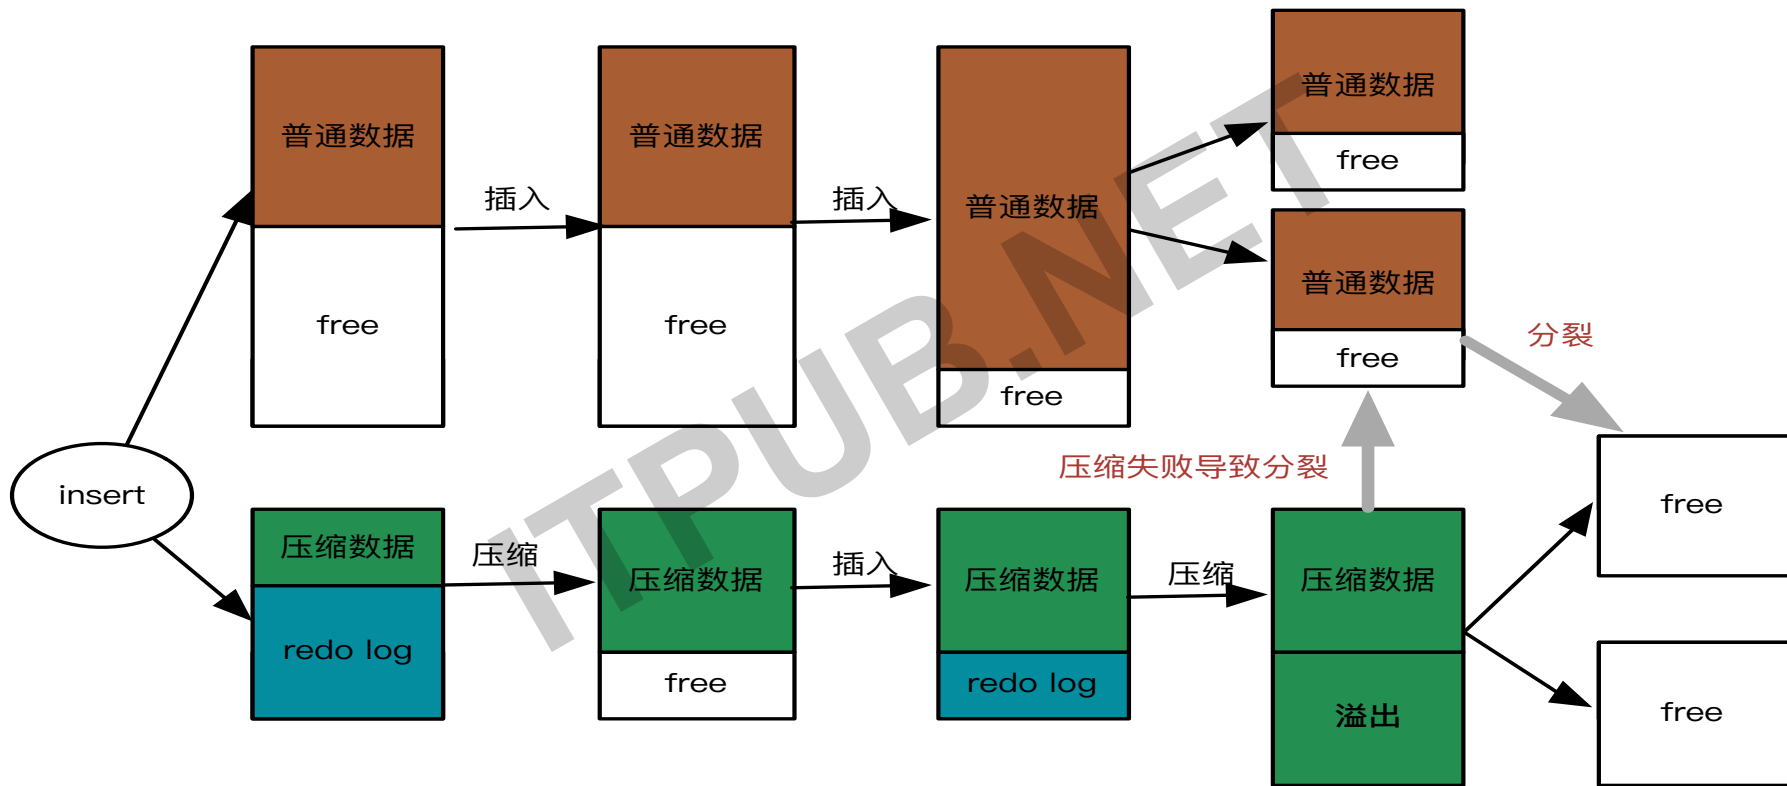 普通数据
free
插入
普通数据
free
插入
普通数据
free
普通数据
free
普通数据
free
分裂
压缩失败导致分裂
insert
压缩数据
redo log
压缩
压缩数据
free
插入
压缩数据
redo log
压缩
压缩数据
溢出
free
free
ITPUB.NET